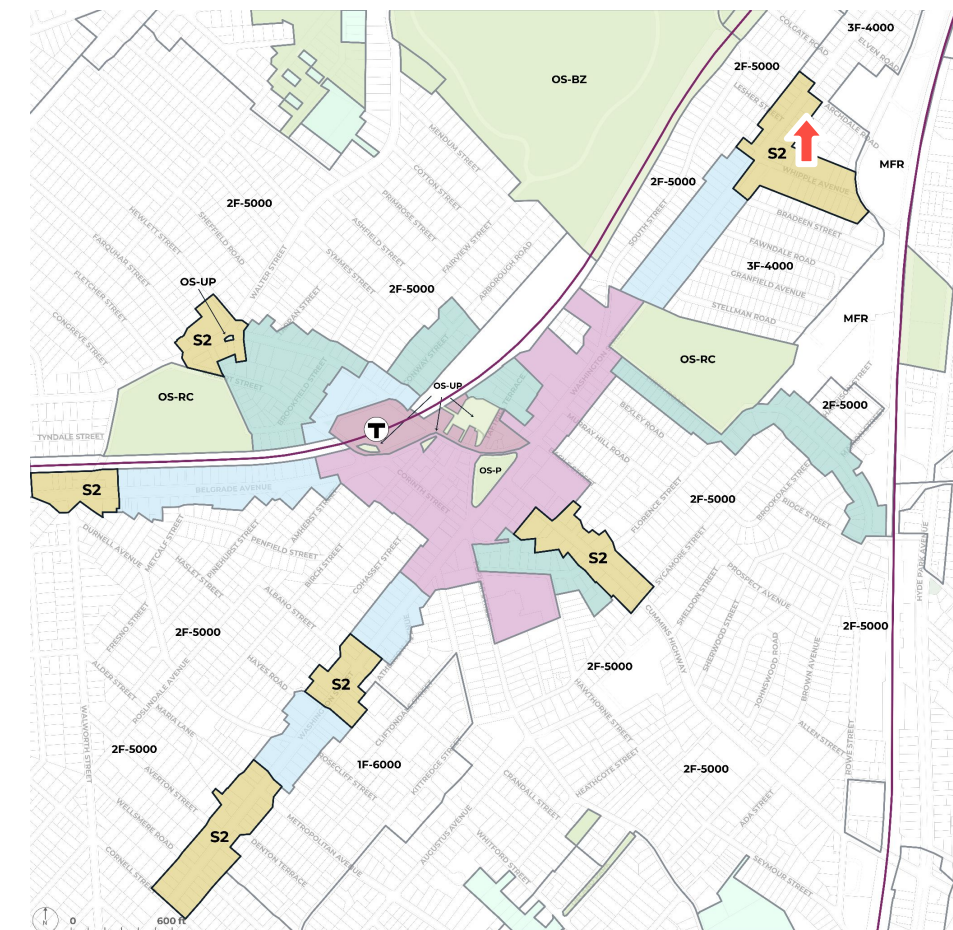 COLGATE ROAD
3F-4000
ELVEN ROAD
2F-5000
OS-BZ
LESHER STREET
ARCHDALE ROAD
MENDUM STREET
S2
MFR
COTTON STREET
WHIPPLE AVENUE
2F-5000
PRIMROSE STREET
2F-5000
HEWLETT STREET
SHEFFIELD ROAD
ASHFIELD STREET
FAIRVIEW STREET
SOUTH STREET
BRADEEN STREET
FARQUHAR STREET
WALTER STREET
SYMMES STREET
ARBOROUGH ROAD
FAWNDALE ROAD
3F-4000
FLETCHER STREET
OS-UP
2F-5000
GRANFIELD AVENUE
CONGREVE STREET
STELLMAN ROAD
MFR
S2
CONWAY STREET
WASHINGTON
OS-RC
OS-RC
BROOKFIELD STREET
OS-UP
TERRACE
BEXLEY ROAD
2F-5000
TYNDALE STREET
T
MURRAY HILL ROAD
OS-P
S2
BELGRADE AVENUE
CORINTH STREET
FLORENCE STREET
2F-5000
BROOKDALE STREET
RIDGE STREET
DURNELL AVENUE
METCALF STREET
PINEHURST STREET
AMHERST STREET
PENFIELD STREET
BIRCH STREET
COHASSET STREET
S2
SYCAMORE STREET
HYDE PARK AVENUE
HASLET STREET
ALBANO STREET
PROSPECT AVENUE
SHELDON STREET
FRESNO STREET
2F-5000
CUMMINS HIGHWAY
SHERWOOD STREET
2F-5000
ALDER STREET
HAYES ROAD
S2
2F-5000
JOHNSWOOD ROAD
BROWN AVENUE
ROSLINDALE AVENUE
MARIA LANE
WALWORTH STREET
CLIFTONDALE STREET
HAWTHORNE STREET
2F-5000
ALLEN STREET
ROWE STREET
1F-6000
ROSECLIFF STREET
KITTREDGE STREET
HEATHCOTE STREET
2F-5000
AVERTON STREET
CRANDALL STREET
WELLSMERE ROAD
S2
METROPOLITAN AVENUE
AUGUSTUS AVENUE
ADA STREET
CORNELL STREET
DENTON TERRACE
WHITFORD STREET
SEYMOUR STREET
N
0
600 ft